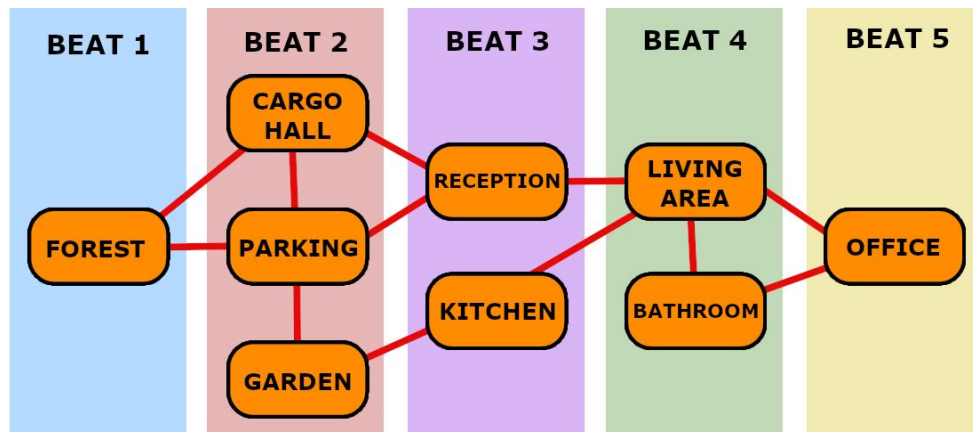 BEAT 1
BEAT 2
BEAT 3
BEAT 4
BEAT 5
CARGO
HALL
RECEPTION
LIVING
AREA
FOREST
PARKING
OFFICE
KITCHEN
BATHROOM
GARDEN